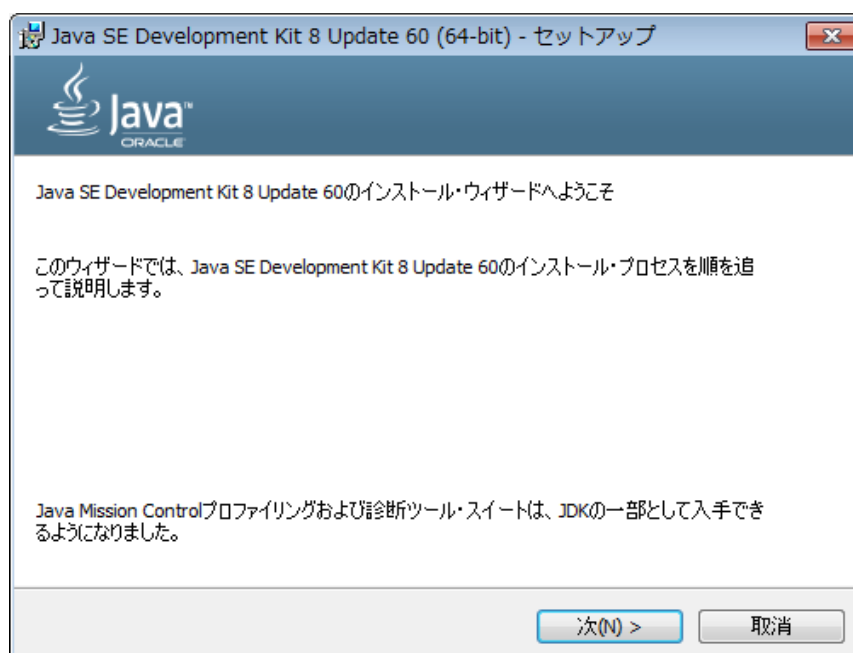 Java SE Development Kit 8 Update 60 (64-bit) - セットアップ
Java™
ORACLE
Java SE Development Kit 8 Update 60のインストール・ウィザードへようこそ
このウィザードでは、Java SE Development Kit 8 Update 60のインストール・プロセスを順を追
って説明します。
Java Mission Controlプロファイリングおよび診断ツール・スイートは、JDKの一部として入手でき
るようになりました。
次(N) >
取消